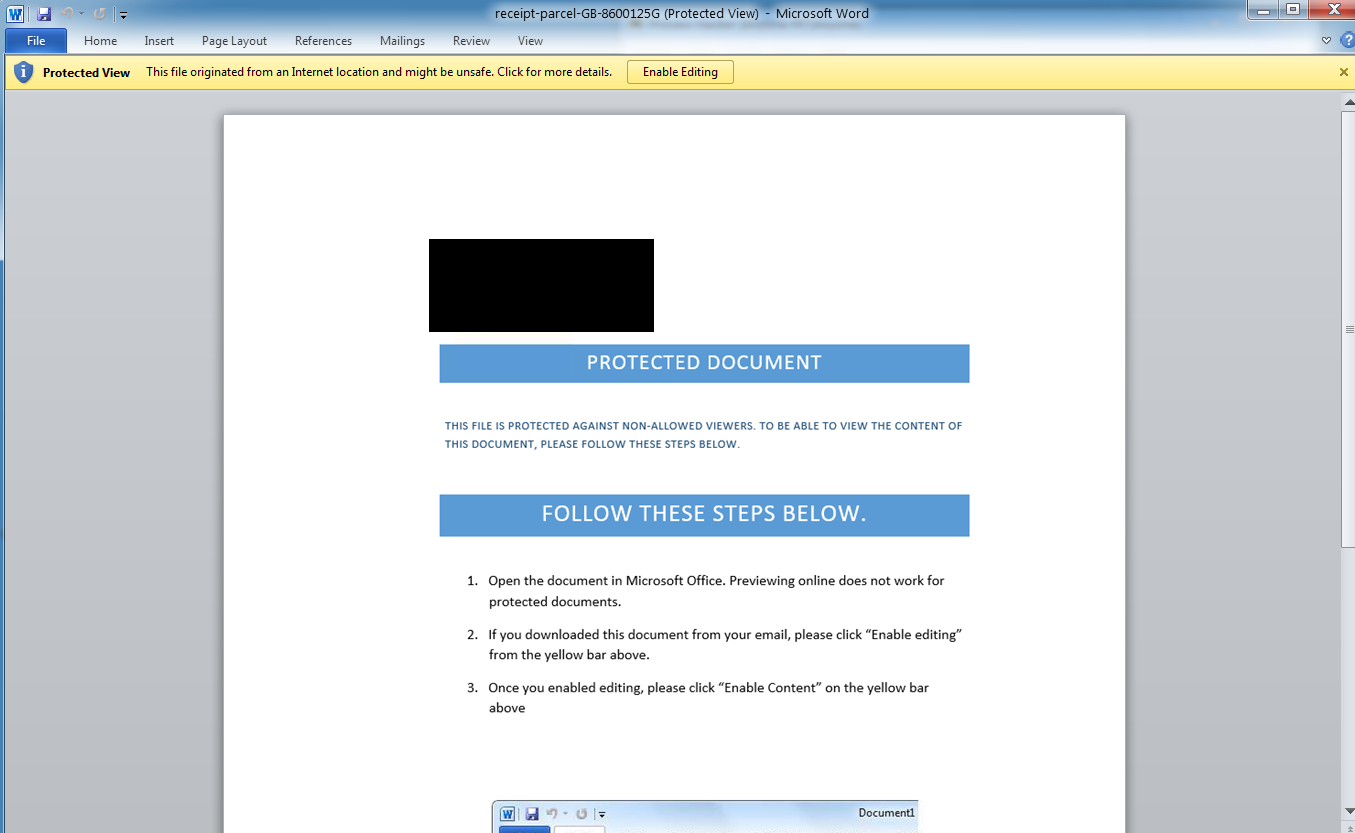 receipt-parcel-GB-8600125G (Protected View) - Microsoft Word
File Home Insert Page Layout References Mailings Review View
Protected View This file originated from an Internet location and might be unsafe. Click for more details. Enable Editing
PROTECTED DOCUMENT
THIS FILE IS PROTECTED AGAINST NON-ALLOWED VIEWERS. TO BE ABLE TO VIEW THE CONTENT OF
THIS DOCUMENT, PLEASE FOLLOW THESE STEPS BELOW.
FOLLOW THESE STEPS BELOW.
1. Open the document in Microsoft Office. Previewing online does not work for
protected documents.
2. If you downloaded this document from your email, please click “Enable editing”
from the yellow bar above.
3. Once you enabled editing, please click “Enable Content” on the yellow bar
above
Document1